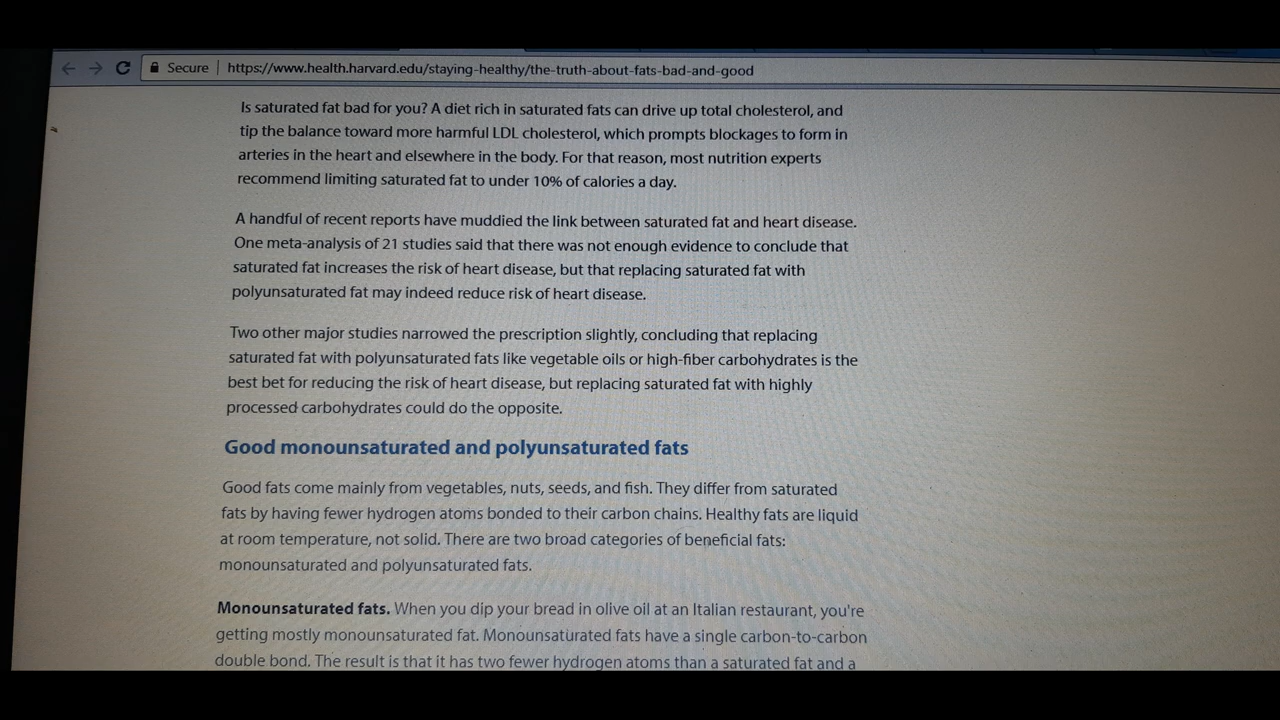 Secure | https://www.health.harvard.edu/staying-healthy/the-truth-about-fats-bad-and-good
Is saturated fat bad for you? A diet rich in saturated fats can drive up total cholesterol, and
tip the balance toward more harmful LDL cholesterol, which prompts blockages to form in
arteries in the heart and elsewhere in the body. For that reason, most nutrition experts
recommend limiting saturated fat to under 10% of calories a day.
A handful of recent reports have muddied the link between saturated fat and heart disease.
One meta-analysis of 21 studies said that there was not enough evidence to conclude that
saturated fat increases the risk of heart disease, but that replacing saturated fat with
polyunsaturated fat may indeed reduce risk of heart disease.
Two other major studies narrowed the prescription slightly, concluding that replacing
saturated fat with polyunsaturated fats like vegetable oils or high-fiber carbohydrates is the
best bet for reducing the risk of heart disease, but replacing saturated fat with highly
processed carbohydrates could do the opposite.
Good monounsaturated and polyunsaturated fats
Good fats come mainly from vegetables, nuts, seeds, and fish. They differ from saturated
fats by having fewer hydrogen atoms bonded to their carbon chains. Healthy fats are liquid
at room temperature, not solid. There are two broad categories of beneficial fats:
monounsaturated and polyunsaturated fats.
Monounsaturated fats. When you dip your bread in olive oil at an Italian restaurant, you're
getting mostly monounsaturated fat. Monounsaturated fats have a single carbon-to-carbon
double bond. The result is that it has two fewer hydrogen atoms than a saturated fat and a